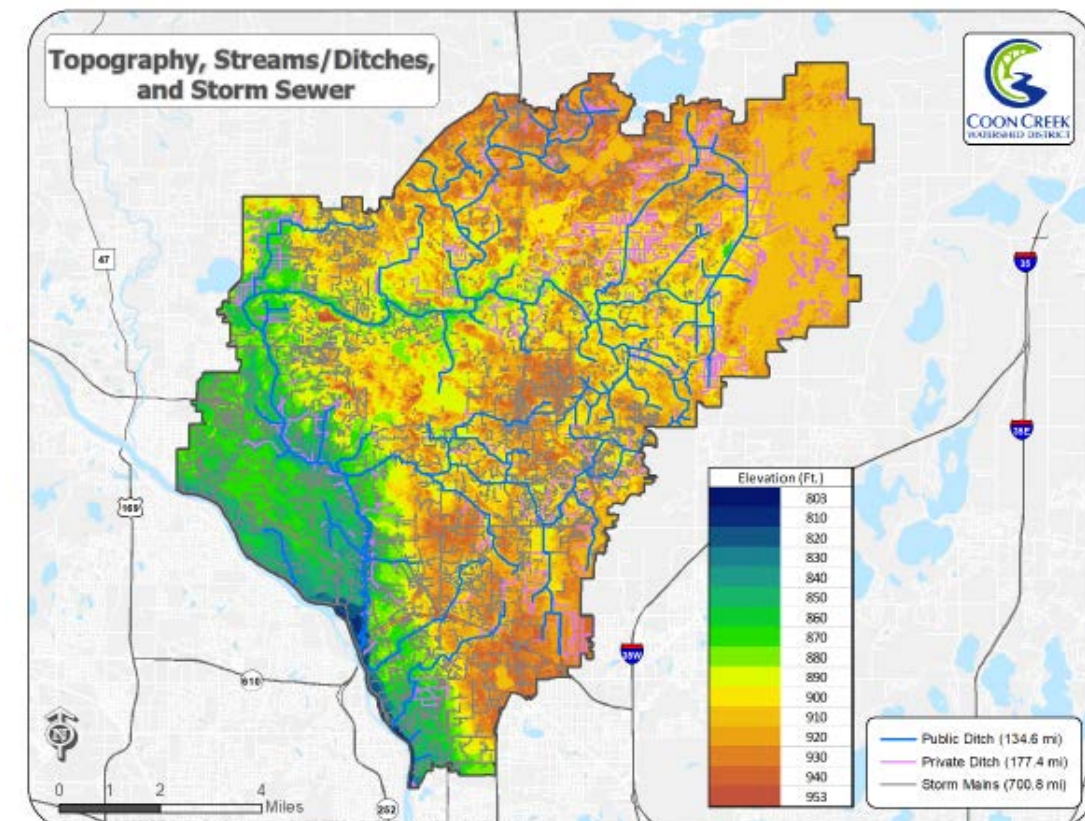 Topography, Streams/Ditches,
and Storm Sewer
COON CREEK
WATERSHED DISTRICT
47
35
35E
169
35W
610
252
N
0 2 4
Miles
Elevation (Ft.)
803
810
820
830
840
850
860
870
880
890
900
910
920
930
940
953
Public Ditch (134.6 mi)
Private Ditch (177.4 mi)
Storm Mains (700.8 mi)